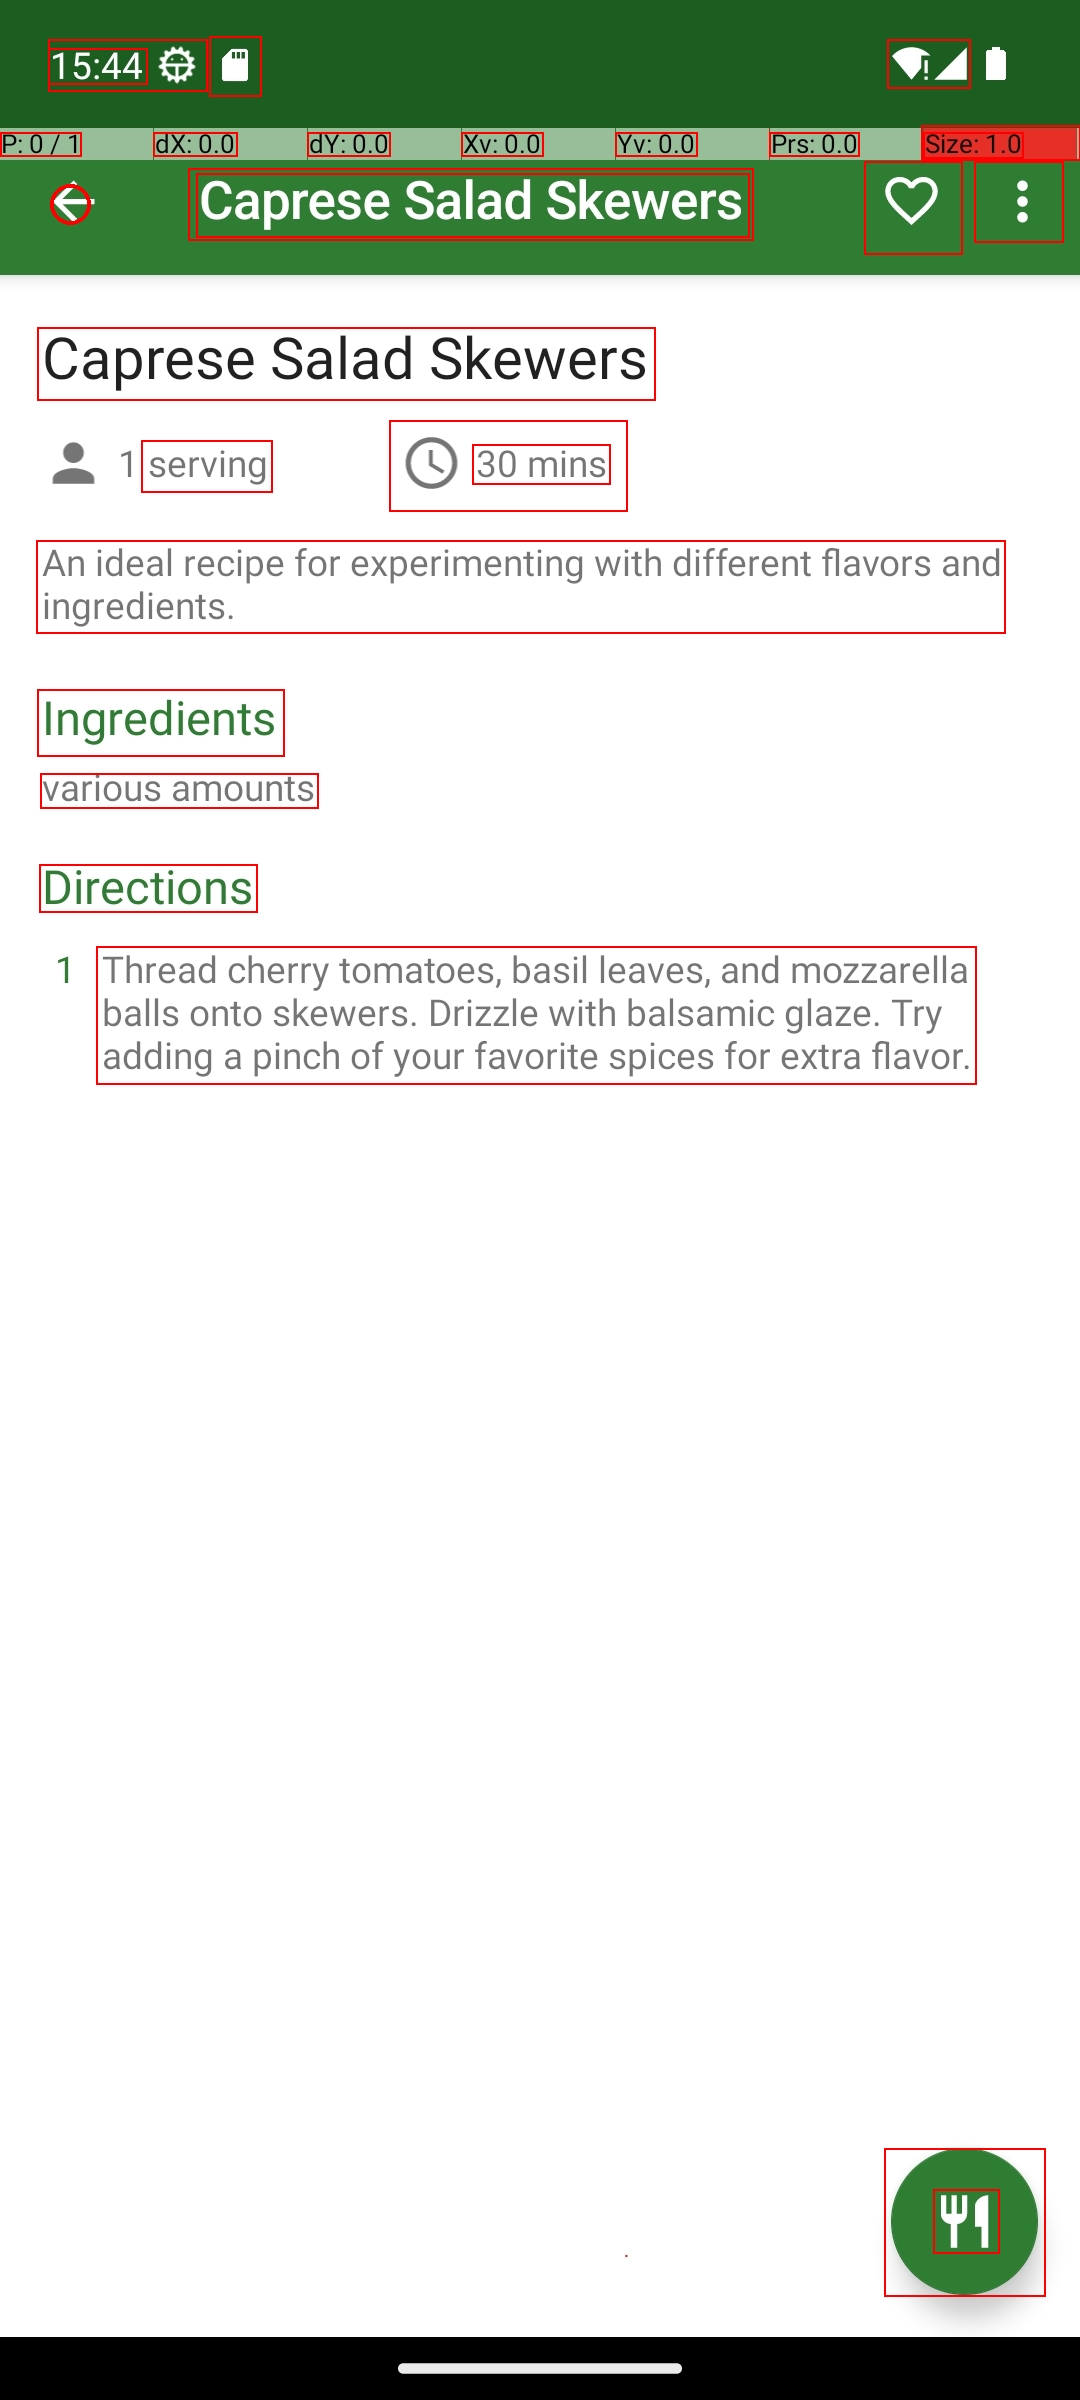 15:44
P: 0 / 1 dX: 0.0 dY: 0.0 Xv: 0.0 Yv: 0.0 Prs: 0.0 Size: 1.0
Caprese Salad Skewers
Caprese Salad Skewers
1 serving 30 mins
An ideal recipe for experimenting with different flavors and
ingredients.
Ingredients
various amounts
Directions
1 Thread cherry tomatoes, basil leaves, and mozzarella
balls onto skewers. Drizzle with balsamic glaze. Try
adding a pinch of your favorite spices for extra flavor.